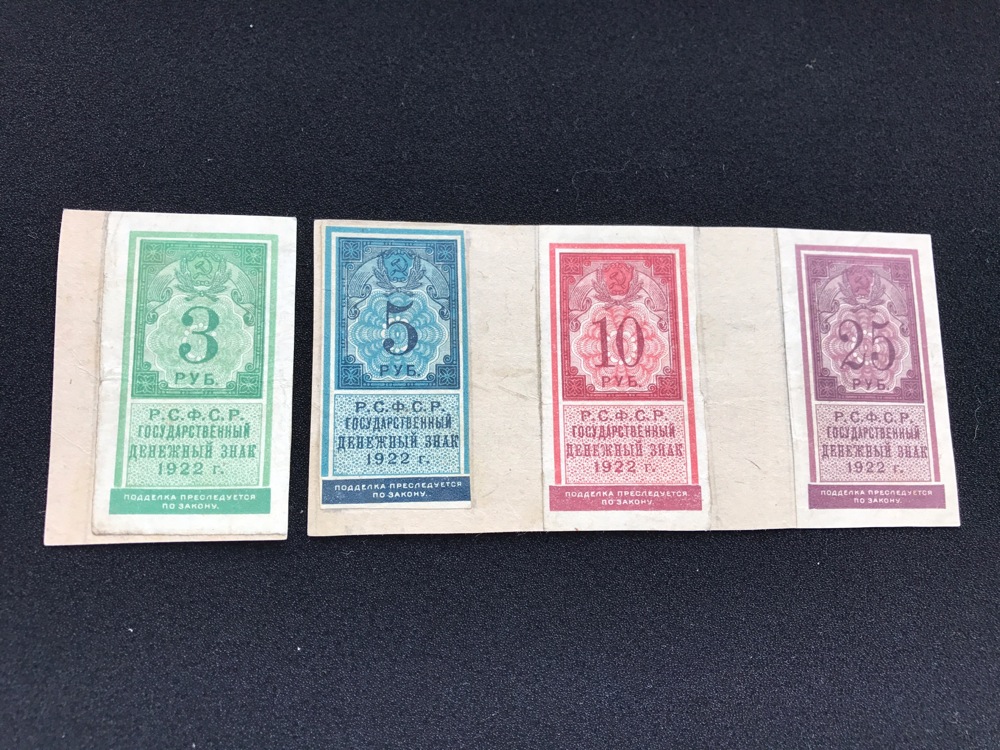 3
РУБ.
Р.С.Ф.С.Р.
ГОСУДАРСТВЕННЫЙ
ДЕНЕЖНЫЙ ЗНАК
1922 г.
ПОДДЕЛКА ПРЕСЛЕДУЕТСЯ
ПО ЗАКОНУ.
5
РУБ.
Р.С.Ф.С.Р.
ГОСУДАРСТВЕННЫЙ
ДЕНЕЖНЫЙ ЗНАК
1922 г.
ПОДДЕЛКА ПРЕСЛЕДУЕТСЯ
ПО ЗАКОНУ.
10
РУБ.
Р.С.Ф.С.Р.
ГОСУДАРСТВЕННЫЙ
ДЕНЕЖНЫЙ ЗНАК
1922 г.
ПОДДЕЛКА ПРЕСЛЕДУЕТСЯ
ПО ЗАКОНУ.
25
РУБ.
Р.С.Ф.С.Р.
ГОСУДАРСТВЕННЫЙ
ДЕНЕЖНЫЙ ЗНАК
1922 г.
ПОДДЕЛКА ПРЕСЛЕДУЕТСЯ
ПО ЗАКОНУ.